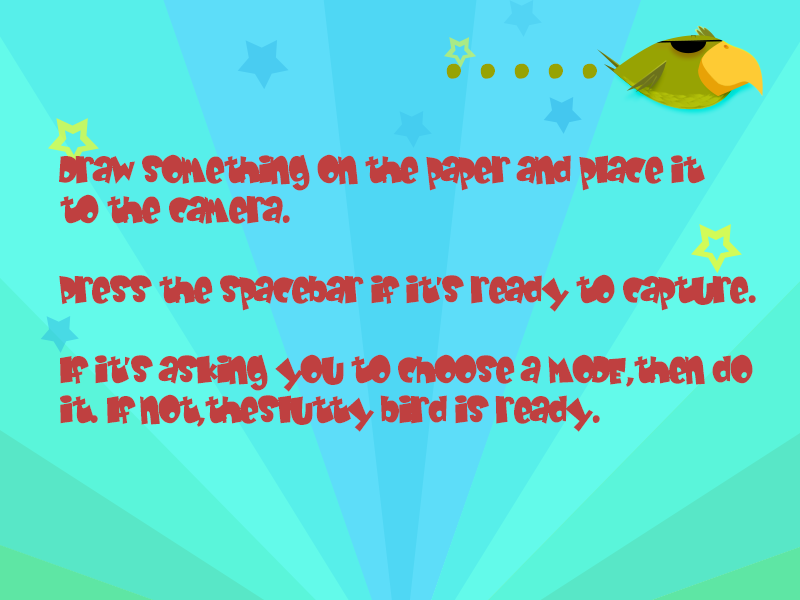 Draw something on the paper and place it
to the camera.
Press the spacebar if it's ready to capture.
If it's asking you to choose a MODE,then do
it. If not,theslutty bird is ready.